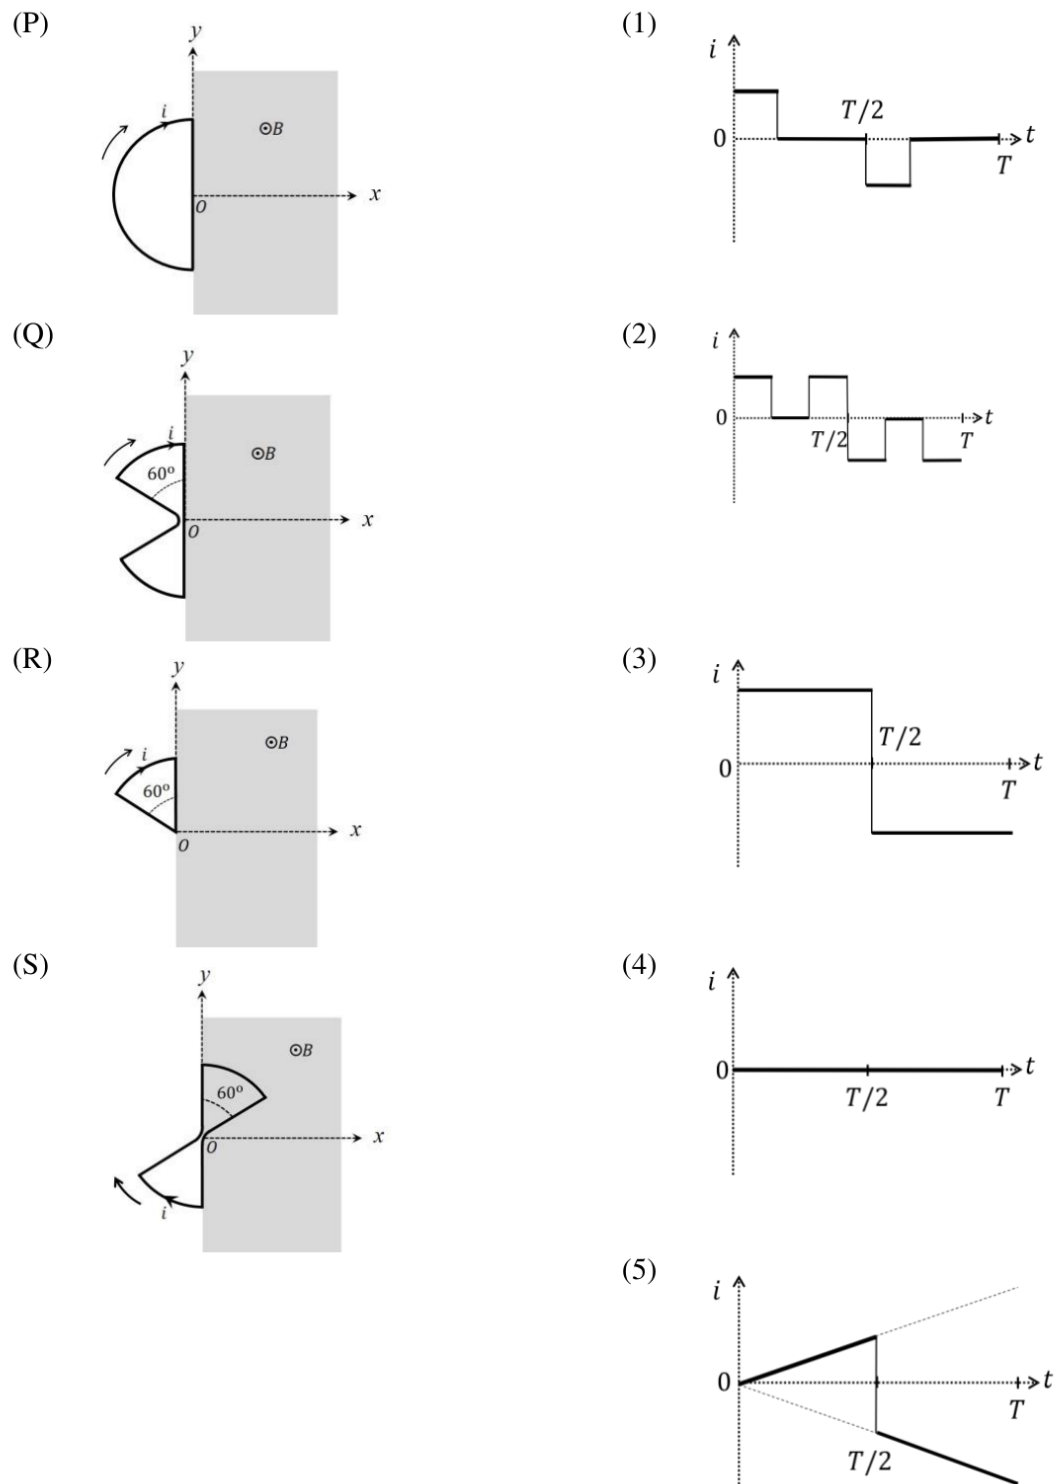 (P)
y
i
⊙B
O
x
(1)
i
T/2
0
t
T
(Q)
y
i
⊙B
60°
O
x
(2)
i
0
T/2
T
t
(R)
y
i
⊙B
60°
O
x
(3)
i
T/2
0
t
T
(S)
y
⊙B
60°
O
x
i
(4)
i
0
t
T/2
T
(5)
i
0
t
T
T/2